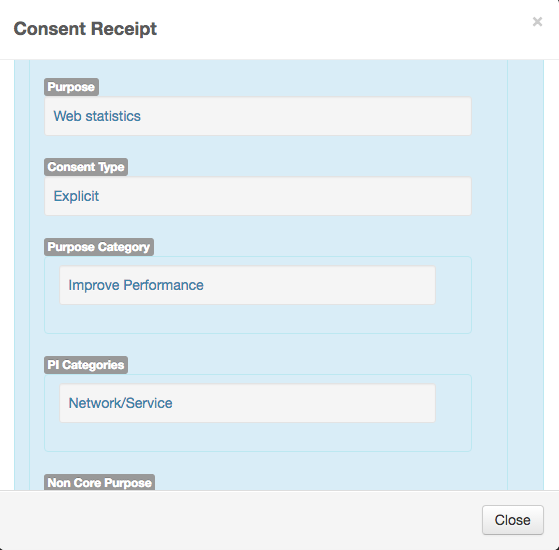 Consent Receipt
×
Purpose
Web statistics
Consent Type
Explicit
Purpose Category
Improve Performance
PI Categories
Network/Service
Non Core Purpose
Close